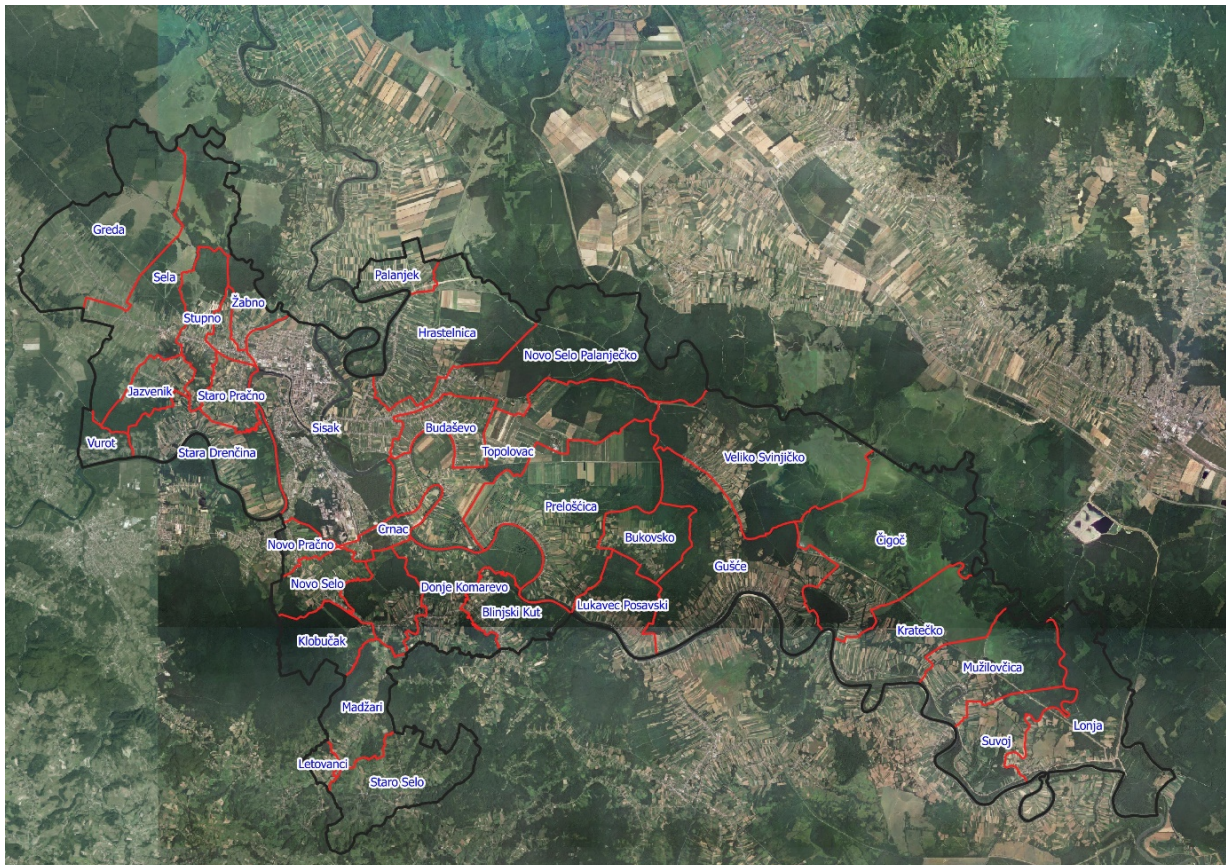 Greda
Sela
Palanjek
Žabno
Stupno
Hrastelnica
Novo Selo Palanječko
Jazvenik
Staro Pračno
Sisak
Budaševo
Vurot
Stara Drenčina
Topolovac
Veliko Svinjičko
Prelošćica
Crnac
Bukovsko
Čigoč
Novo Pračno
Gušće
Novo Selo
Donje Komarevo
Blinjski Kut
Lukavec Posavski
Klobučak
Kratečko
Mužilovčica
Madžari
Lonja
Suvoj
Letovanci
Staro Selo